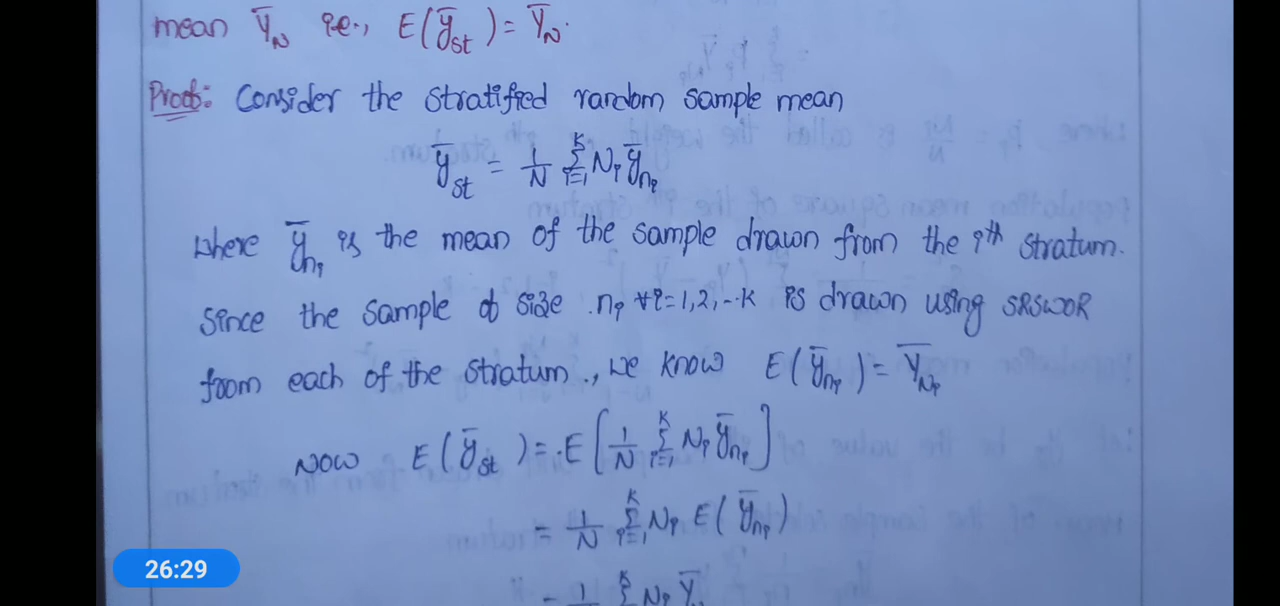 mean ȳ_N i.e., E(ȳ_st) = Ȳ_N.
Proof: Consider the stratified random sample mean
ȳ_st = 1/N Σ_{i=1}^{K} N_i ȳ_{n_i}
where ȳ_{n_i} is the mean of the sample drawn from the i^th stratum.
Since the sample of size n_i ∀ i=1,2,--K is drawn using SRSWOR
from each of the stratum., we know E(ȳ_{n_i}) = Ȳ_{N_i}
Now E(ȳ_st) = E[1/N Σ_{i=1}^{K} N_i ȳ_{n_i}]
= 1/N Σ_{i=1}^{K} N_i E(ȳ_{n_i})
26:29